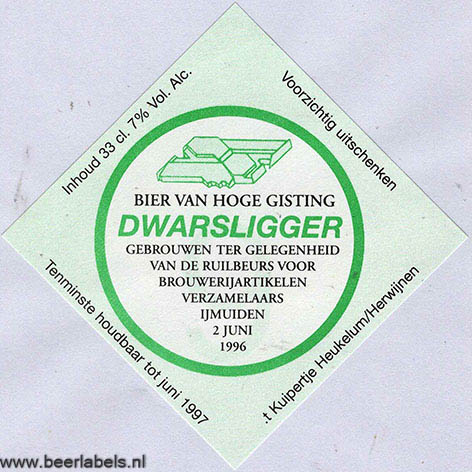 Inhoud 33 cl. 7% Vol. Alc.
Voorzichtig uitschenken
BIER VAN HOGE GISTING
DWARSLIGGER
GEBROUWEN TER GELEGENHEID
VAN DE RUILBEURS VOOR
BROUWERIJARTIKELEN
VERZAMELAARS
IJMUIDEN
2 JUNI
1996
Tenminste houdbaar tot juni 1997
.t Kuipertje Heukelum/Herwijnen
www.beerlabels.nl